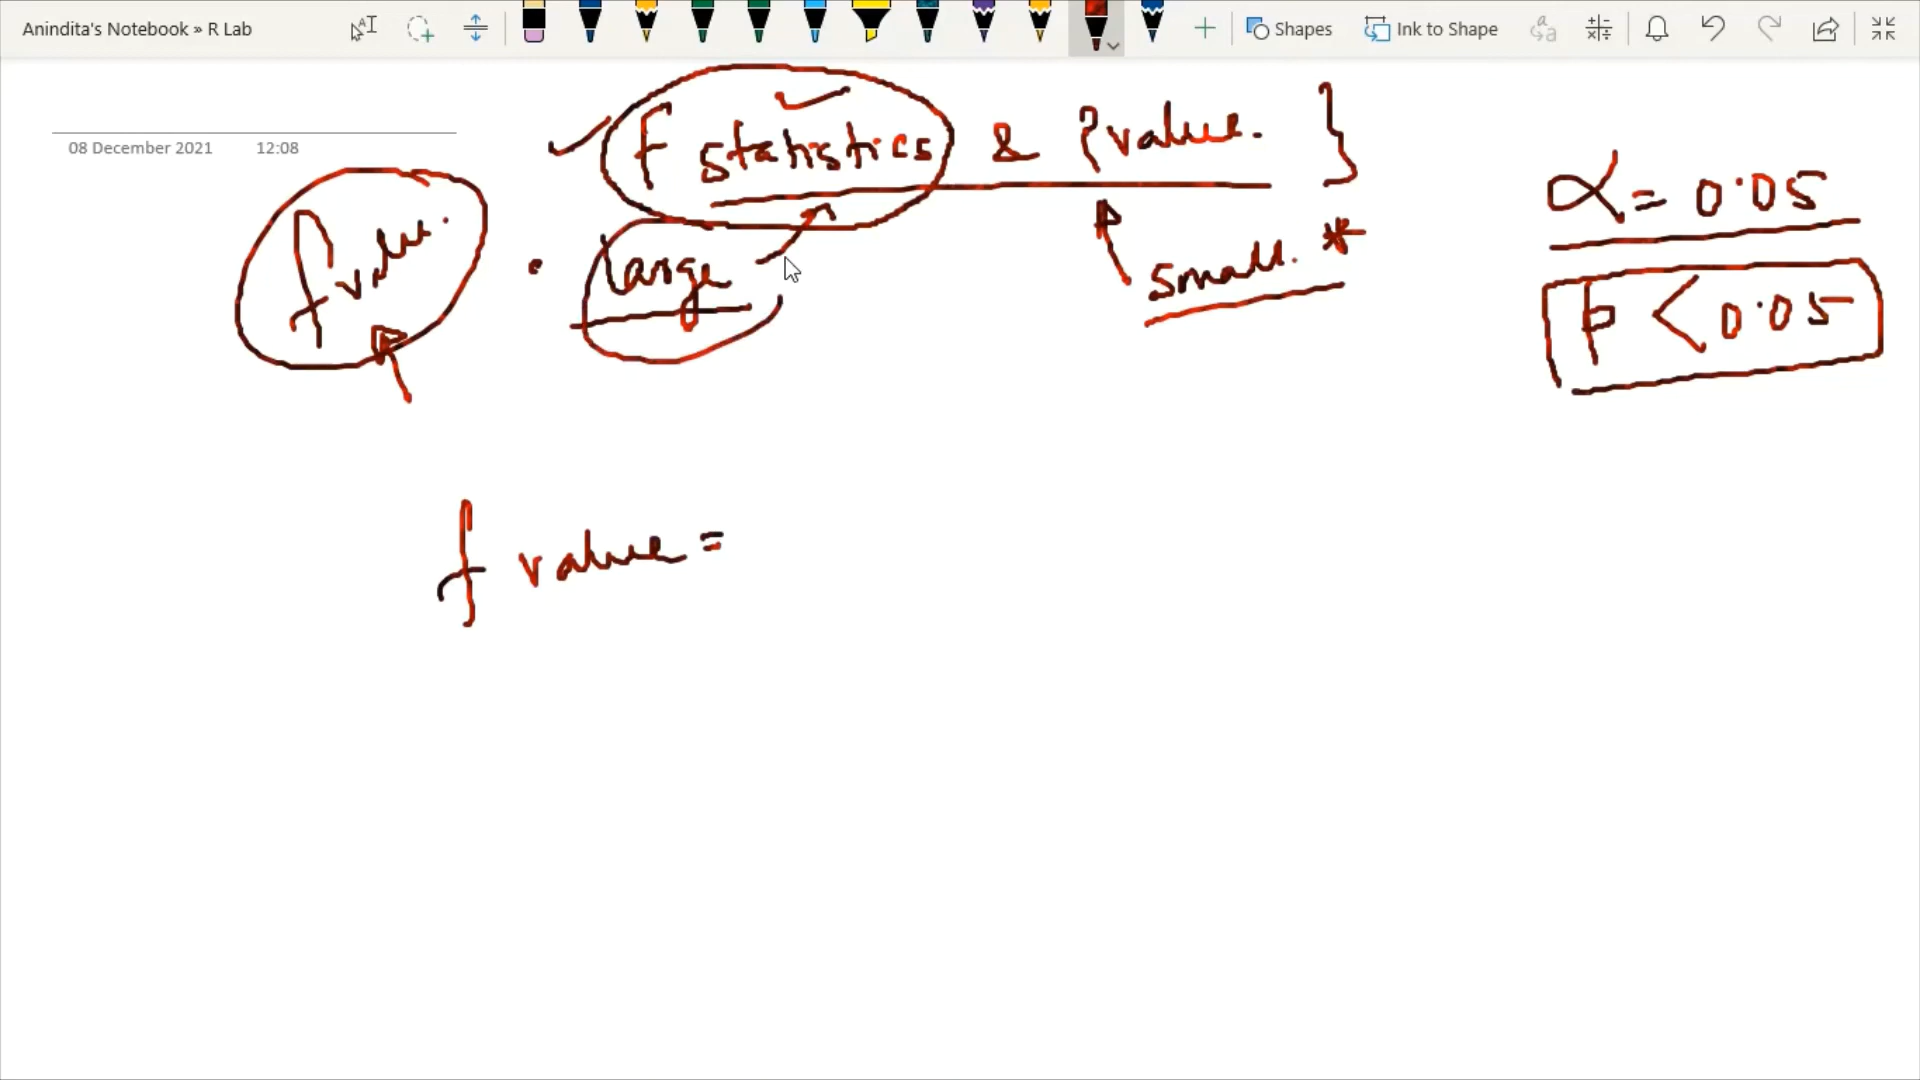 Anindita's Notebook » R Lab
Shapes
Ink to Shape
08 December 2021 12:08
f statistics & Pvalue. }
f value.
• large
small. *
α = 0.05
p < 0.05
f value =